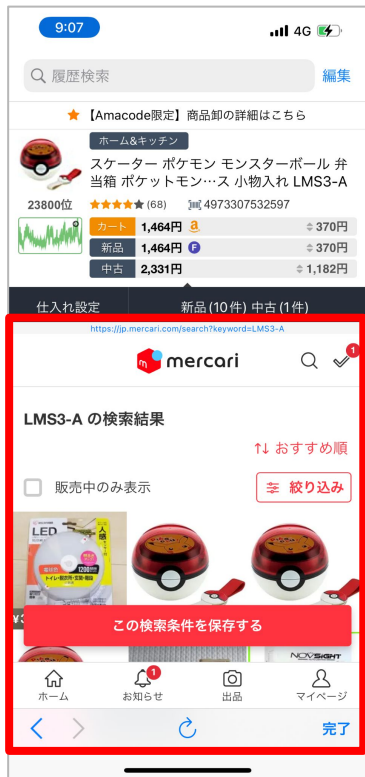 9:07
4G
履歴検索
編集
【Amacode限定】商品卸の詳細はこちら
ホーム&キッチン
スケーター ポケモン モンスターボール 弁
当箱 ポケットモン…ス 小物入れ LMS3-A
23800位 (68) 4973307532597
カート 1,464円 a 370円
新品 1,464円 F 370円
中古 2,331円 1,182円
仕入れ設定 新品(10件) 中古(1件)
https://jp.mercari.com/search?keyword=LMS3-A
m mercari 1
LMS3-A の検索結果
おすすめ順
販売中のみ表示
絞り込み
LED
人感
1200
この検索条件を保存する
NOVSIGHT
1
ホーム お知らせ 出品 マイページ
完了